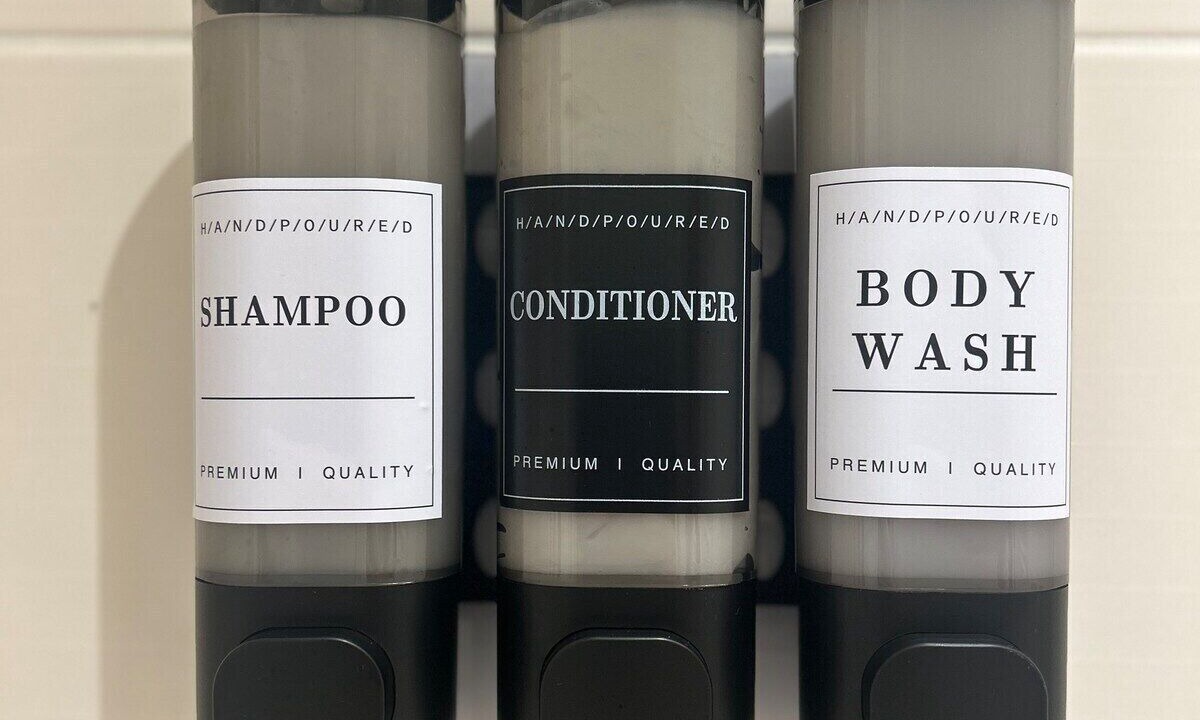 H/A/N/D/P/O/U/R/E/D
SHAMPOO
PREMIUM I QUALITY
H/A/N/D/P/O/U/R/E/D
CONDITIONER
PREMIUM I QUALITY
H/A/N/D/P/O/U/R/E/D
BODY
WASH
PREMIUM I QUALITY